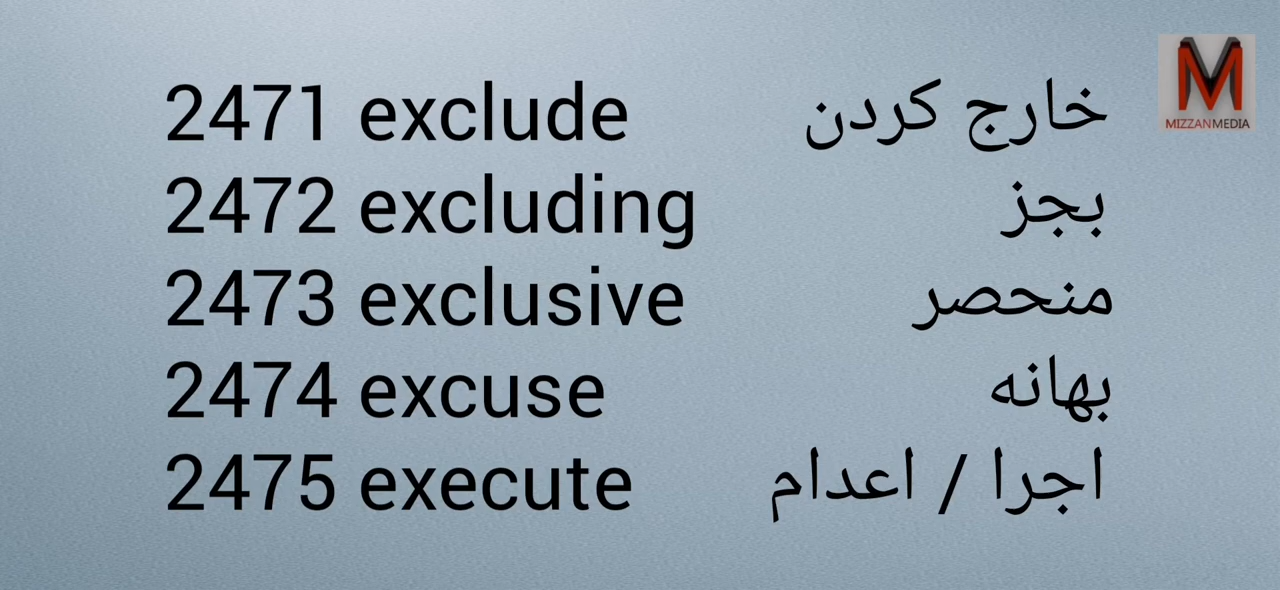 2471 exclude خارج کردن
2472 excluding بجز
2473 exclusive منحصر
2474 excuse بهانه
2475 execute اجرا / اعدام
MIZZANMEDIA